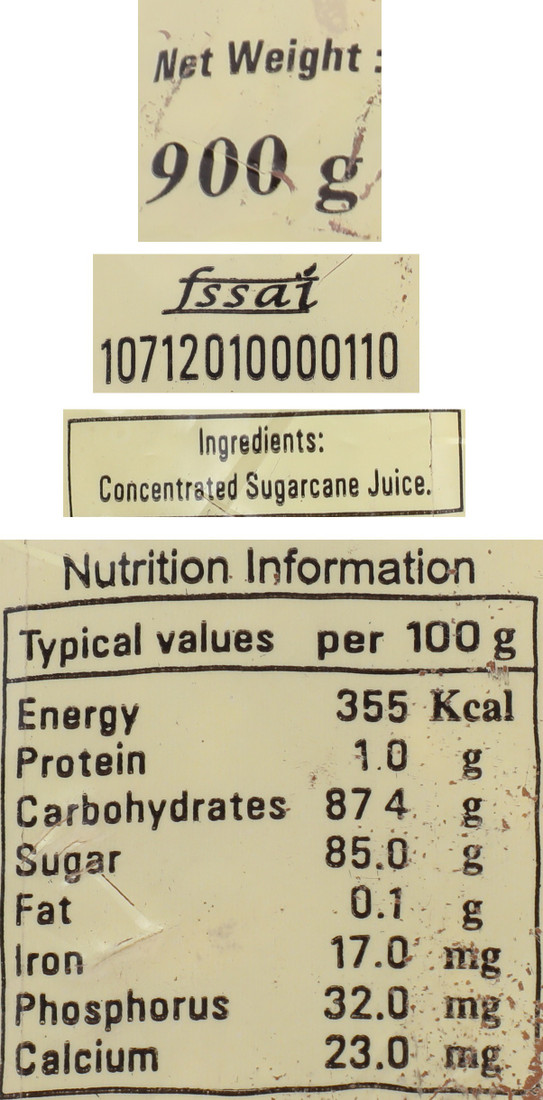 Net Weight :
900 g
fssai
10712010000110
Ingredients:
Concentrated Sugarcane Juice.
Nutrition Information
Typical values per 100 g
Energy 355 Kcal
Protein 1.0 g
Carbohydrates 87 4 g
Sugar 85.0 g
Fat 0.1 g
Iron 17.0 mg
Phosphorus 32.0 mg
Calcium 23.0 mg